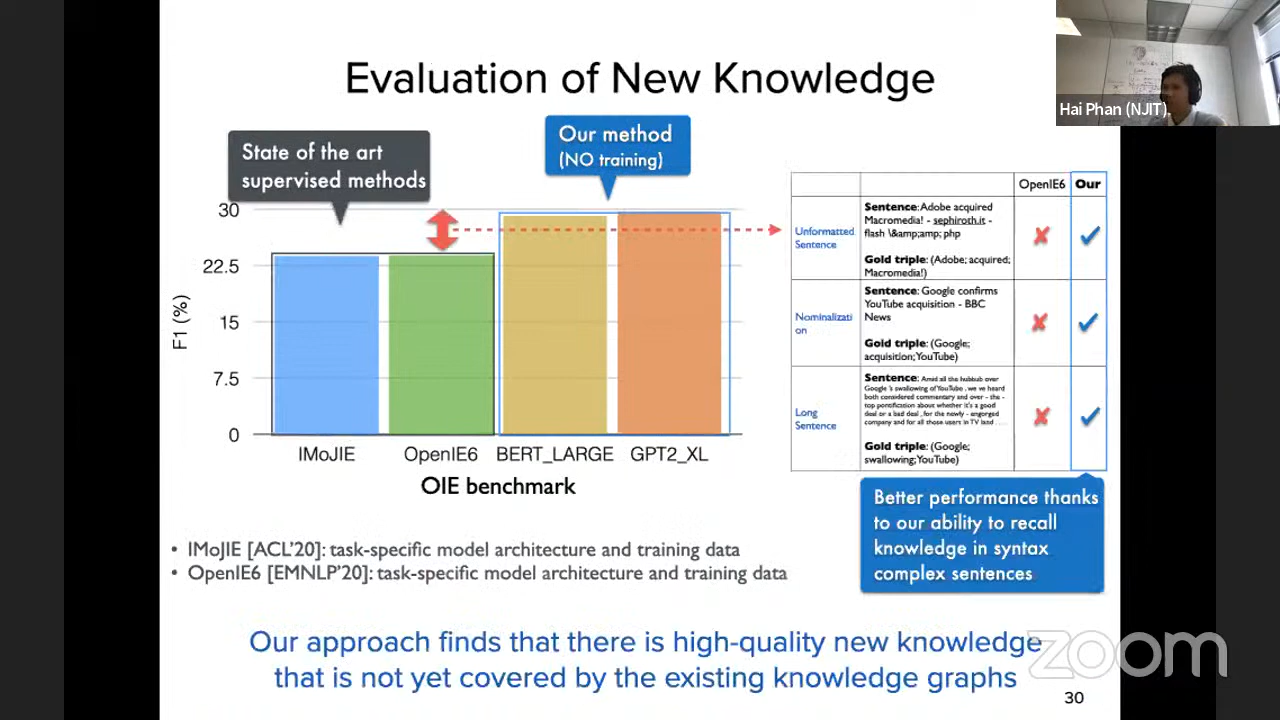 Evaluation of New Knowledge
Hai Phan (NJIT)
State of the art
supervised methods
Our method
(NO training)
30
22.5
15
7.5
0
F1 (%)
IMoJIE
OpenIE6
BERT_LARGE
GPT2_XL
OIE benchmark
OpenIE6
Our
Unformatted
Sentence
Sentence: Adobe acquired
Macromedia! - sephiroth.it -
flash \&amp;amp; php
Gold triple: (Adobe; acquired;
Macromedia!)
Nominalizati
on
Sentence: Google confirms
YouTube acquisition - BBC
News
Gold triple: (Google;
acquisition;YouTube)
Long
Sentence
Sentence: Amid all the hubbub over
Google 's swallowing of YouTube , we 've heard
both considered commentary and over - the -
top pontification about whether it's a good
deal or a bad deal , for the newly - engorged
company and for all those users in TV land ...
Gold triple: (Google;
swallowing;YouTube)
Better performance thanks
to our ability to recall
knowledge in syntax
complex sentences
• IMoJIE [ACL'20]: task-specific model architecture and training data
• OpenIE6 [EMNLP'20]: task-specific model architecture and training data
Our approach finds that there is high-quality new knowledge
that is not yet covered by the existing knowledge graphs
zoom
30